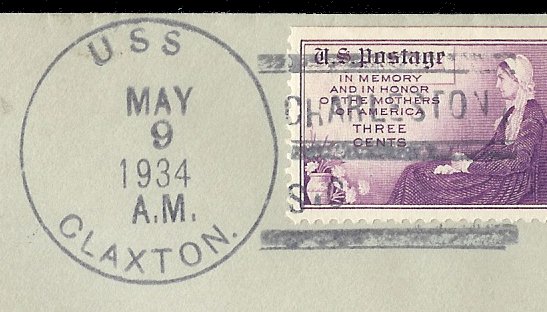 USS
MAY
9
1934
A.M.
CLAXTON.
U.S. Postage
IN MEMORY
AND IN HONOR
OF THE MOTHERS
OF AMERICA
THREE
CENTS
CHARLESTON